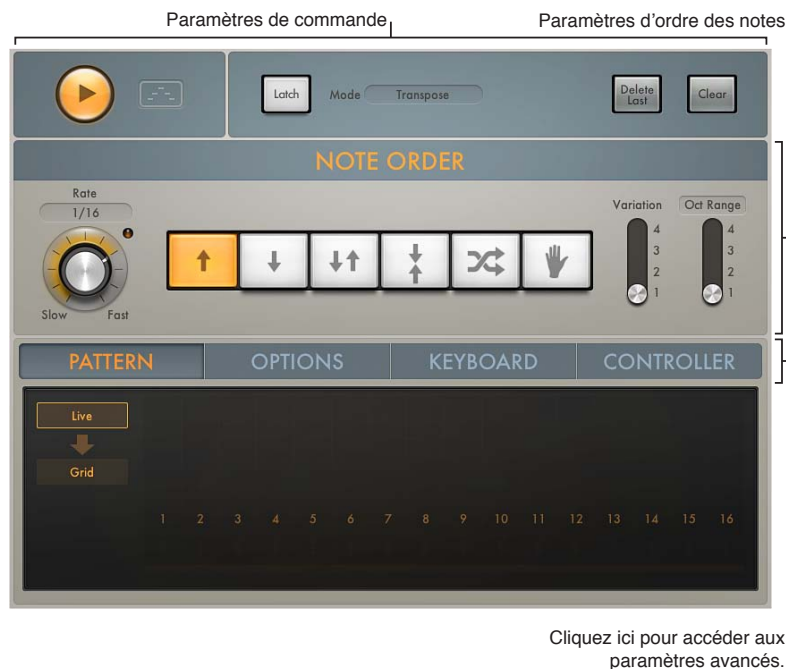 Paramètres de commande
Paramètres d’ordre des notes
Latch
Mode
Transpose
Delete
Last
Clear
NOTE ORDER
Rate
1/16
Slow
Fast
Variation
4
3
2
1
Oct Range
4
3
2
1
PATTERN
OPTIONS
KEYBOARD
CONTROLLER
Live
Grid
1 2 3 4 5 6 7 8 9 10 11 12 13 14 15 16
Cliquez ici pour accéder aux
paramètres avancés.